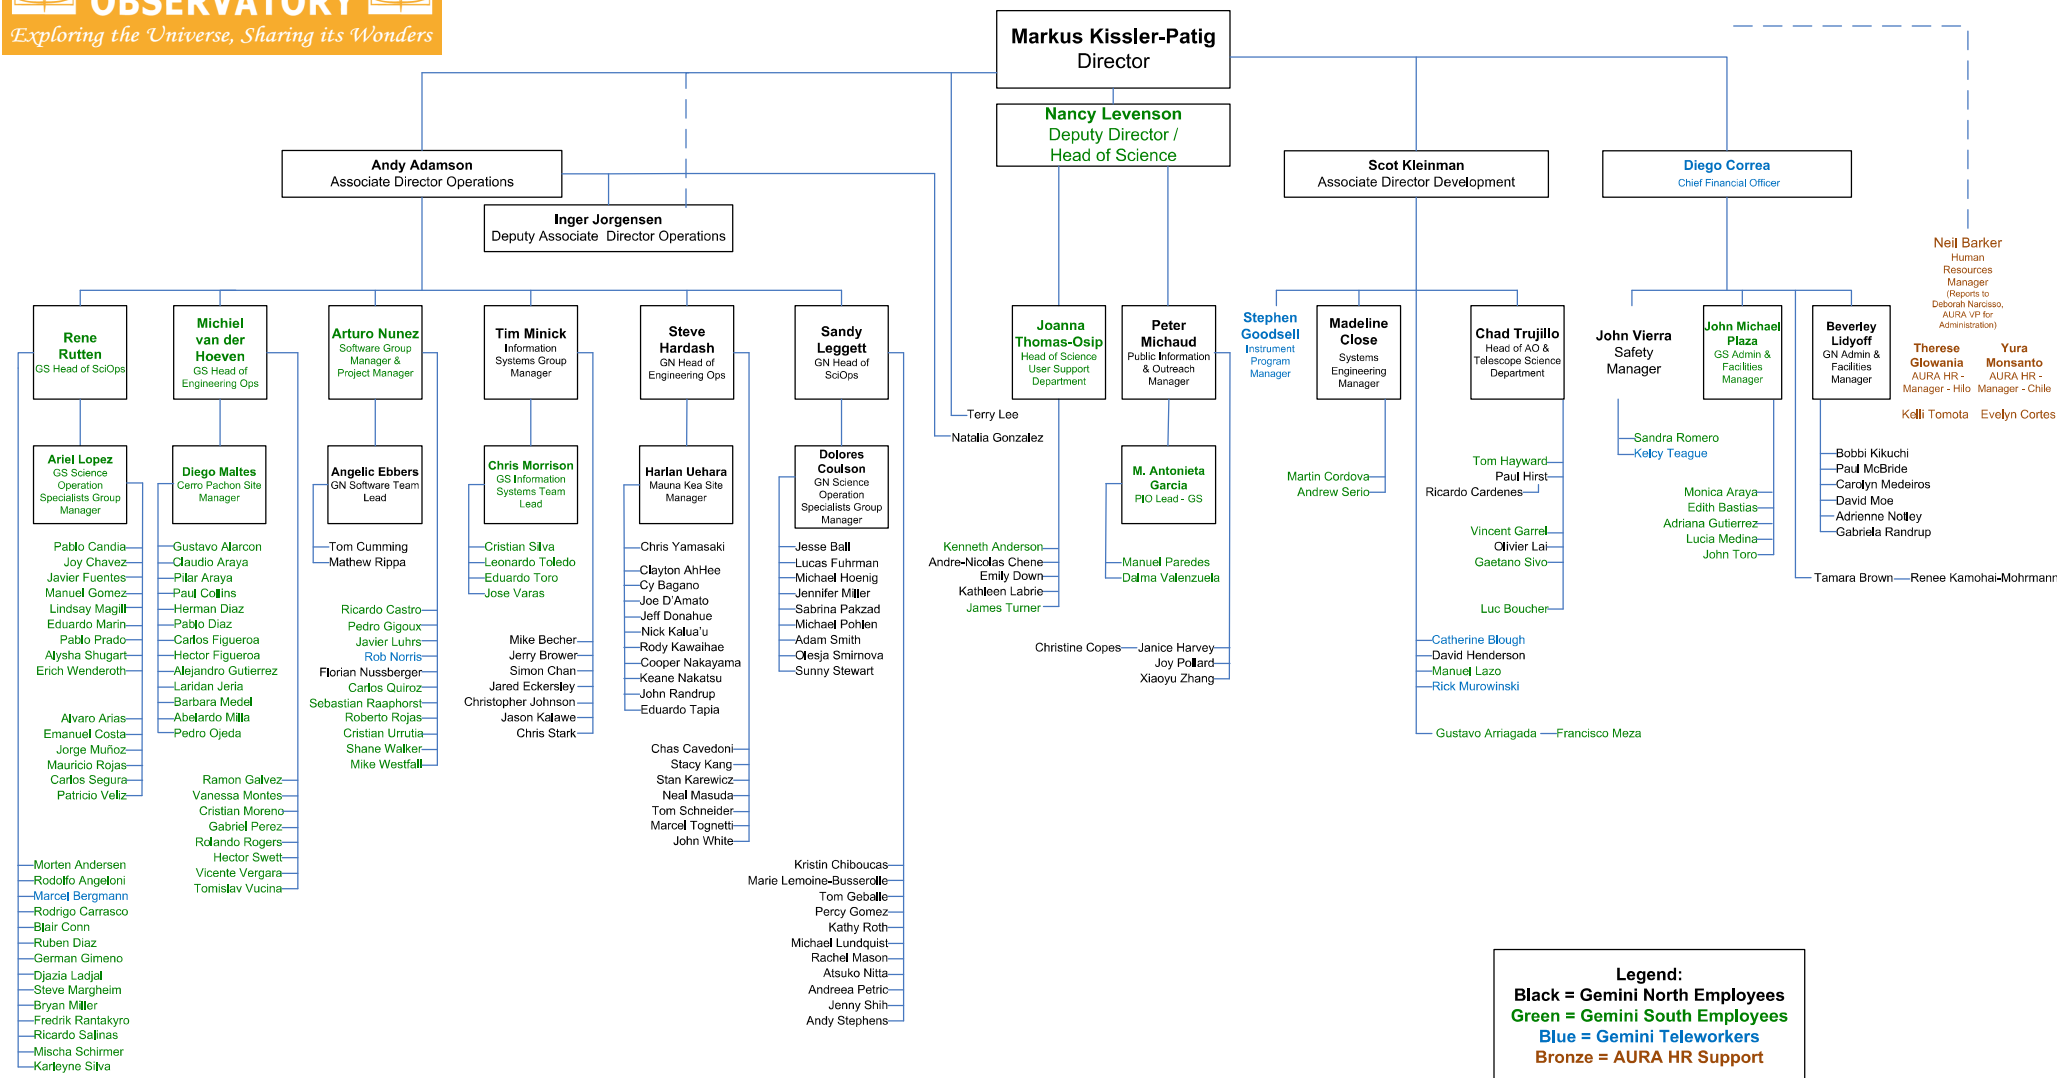 OBSERVATORY
Exploring the Universe, Sharing its Wonders
Markus Kissler-Patig
Director
Nancy Levenson
Deputy Director /
Head of Science
Andy Adamson
Associate Director Operations
Inger Jorgensen
Deputy Associate Director Operations
Scot Kleinman
Associate Director Development
Diego Correa
Chief Financial Officer
Neil Barker
Human
Resources
Manager
(Reports to
Deborah Narcisso,
AURA VP for
Administration)
Therese
Glowania
AURA HR -
Manager - Hilo
Yura
Monsanto
AURA HR -
Manager - Chile
Kelli Tomota
Evelyn Cortes
Rene
Rutten
GS Head of SciOps
Michiel
van der
Hoeven
GS Head of
Engineering Ops
Arturo Nunez
Software Group
Manager &
Project Manager
Tim Minick
Information
Systems Group
Manager
Steve
Hardash
GN Head of
Engineering Ops
Sandy
Leggett
GN Head of
SciOps
Terry Lee
Natalia Gonzalez
Joanna
Thomas-Osip
Head of Science
User Support
Department
Peter
Michaud
Public Information
& Outreach
Manager
Stephen
Goodsell
Instrument
Program
Manager
Madeline
Close
Systems
Engineering
Manager
Chad Trujillo
Head of AO &
Telescope Science
Department
John Vierra
Safety
Manager
John Michael
Plaza
GS Admin &
Facilities
Manager
Beverley
Lidyoff
GN Admin &
Facilities
Manager
Ariel Lopez
GS Science
Operation
Specialists Group
Manager
Diego Maltes
Cerro Pachon Site
Manager
Angelic Ebbers
GN Software Team
Lead
Chris Morrison
GS Information
Systems Team
Lead
Harlan Uehara
Mauna Kea Site
Manager
Dolores
Coulson
GN Science
Operation
Specialists Group
Manager
M. Antonieta
Garcia
PIO Lead - GS
Pablo Candia
Joy Chavez
Javier Fuentes
Manuel Gomez
Lindsay Magill
Eduardo Marin
Pablo Prado
Alysha Shugart
Erich Wenderoth
Alvaro Arias
Emanuel Costa
Jorge Muñoz
Mauricio Rojas
Carlos Segura
Patricio Veliz
Morten Andersen
Rodolfo Angeloni
Marcel Bergmann
Rodrigo Carrasco
Blair Conn
Ruben Diaz
German Gimeno
Djazia Ladjal
Steve Margheim
Bryan Miller
Fredrik Rantakyro
Ricardo Salinas
Mischa Schirmer
Karleyne Silva
Gustavo Alarcon
Claudio Araya
Pilar Araya
Paul Collins
Herman Diaz
Pablo Diaz
Carlos Figueroa
Hector Figueroa
Alejandro Gutierrez
Laridan Jeria
Barbara Medel
Abelardo Milla
Pedro Ojeda
Ramon Galvez
Vanessa Montes
Cristian Moreno
Gabriel Perez
Rolando Rogers
Hector Swett
Vicente Vergara
Tomislav Vucina
Tom Cumming
Mathew Rippa
Ricardo Castro
Pedro Gigoux
Javier Luhrs
Rob Norris
Florian Nussberger
Carlos Quiroz
Sebastian Raaphorst
Roberto Rojas
Cristian Urrutia
Shane Walker
Mike Westfall
Cristian Silva
Leonardo Toledo
Eduardo Toro
Jose Varas
Mike Becher
Jerry Brower
Simon Chan
Jared Eckersley
Christopher Johnson
Jason Kalawe
Chris Stark
Chris Yamasaki
Clayton AhHee
Cy Bagano
Joe D'Amato
Jeff Donahue
Nick Kalua'u
Rody Kawaihae
Cooper Nakayama
Keane Nakatsu
John Randrup
Eduardo Tapia
Chas Cavedoni
Stacy Kang
Stan Karewicz
Neal Masuda
Tom Schneider
Marcel Tognetti
John White
Jesse Ball
Lucas Fuhrman
Michael Hoenig
Jennifer Miller
Sabrina Pakzad
Michael Pohlen
Adam Smith
Olesja Smirnova
Sunny Stewart
Kristin Chiboucas
Marie Lemoine-Busserolle
Tom Geballe
Percy Gomez
Kathy Roth
Michael Lundquist
Rachel Mason
Atsuko Nitta
Andreea Petric
Jenny Shih
Andy Stephens
Kenneth Anderson
Andre-Nicolas Chene
Emily Down
Kathleen Labrie
James Turner
Manuel Paredes
Dalma Valenzuela
Christine Copes
Janice Harvey
Joy Pollard
Xiaoyu Zhang
Martin Cordova
Andrew Serio
Tom Hayward
Paul Hirst
Ricardo Cardenes
Vincent Garrel
Olivier Lai
Gaetano Sivo
Luc Boucher
Catherine Blough
David Henderson
Manuel Lazo
Rick Murowinski
Gustavo Arriagada
Francisco Meza
Sandra Romero
Kelcy Teague
Monica Araya
Edith Bastias
Adriana Gutierrez
Lucia Medina
John Toro
Bobbi Kikuchi
Paul McBride
Carolyn Medeiros
David Moe
Adrienne Notley
Gabriela Randrup
Tamara Brown
Renee Kamohai-Mohrmann
Legend:
Black = Gemini North Employees
Green = Gemini South Employees
Blue = Gemini Teleworkers
Bronze = AURA HR Support